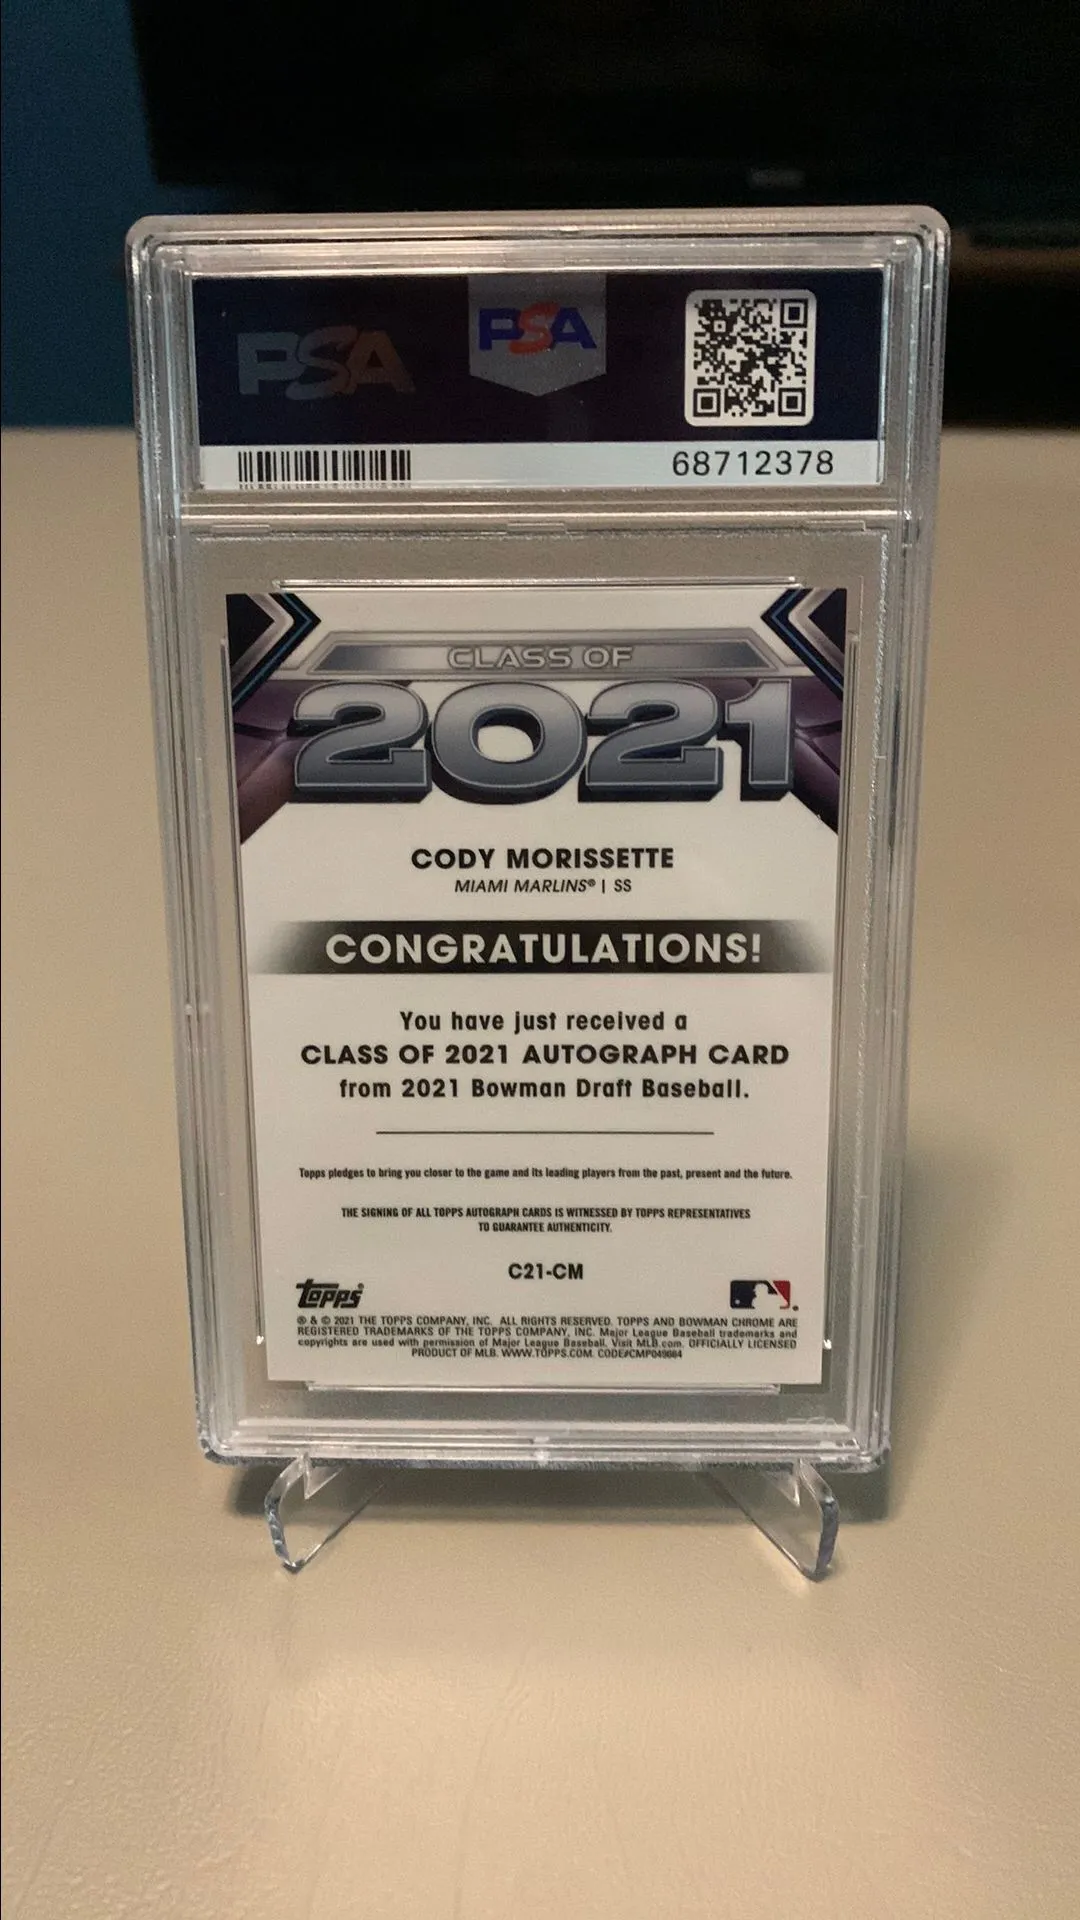 PSA
PSA
68712378
CLASS OF
2021
CODY MORISSETTE
MIAMI MARLINS® | SS
CONGRATULATIONS!
You have just received a
CLASS OF 2021 AUTOGRAPH CARD
from 2021 Bowman Draft Baseball.
Topps pledges to bring you closer to the game and its leading players from the past, present and the future.
THE SIGNING OF ALL TOPPS AUTOGRAPH CARDS IS WITNESSED BY TOPPS REPRESENTATIVES
TO GUARANTEE AUTHENTICITY.
C21-CM
Topps®
® & © 2021 THE TOPPS COMPANY, INC. ALL RIGHTS RESERVED. TOPPS AND BOWMAN CHROME ARE
REGISTERED TRADEMARKS OF THE TOPPS COMPANY, INC. Major League Baseball trademarks and
copyrights are used with permission of Major League Baseball. Visit MLB.com. OFFICIALLY LICENSED
PRODUCT OF MLB. WWW.TOPPS.COM. CODE#CMP049884